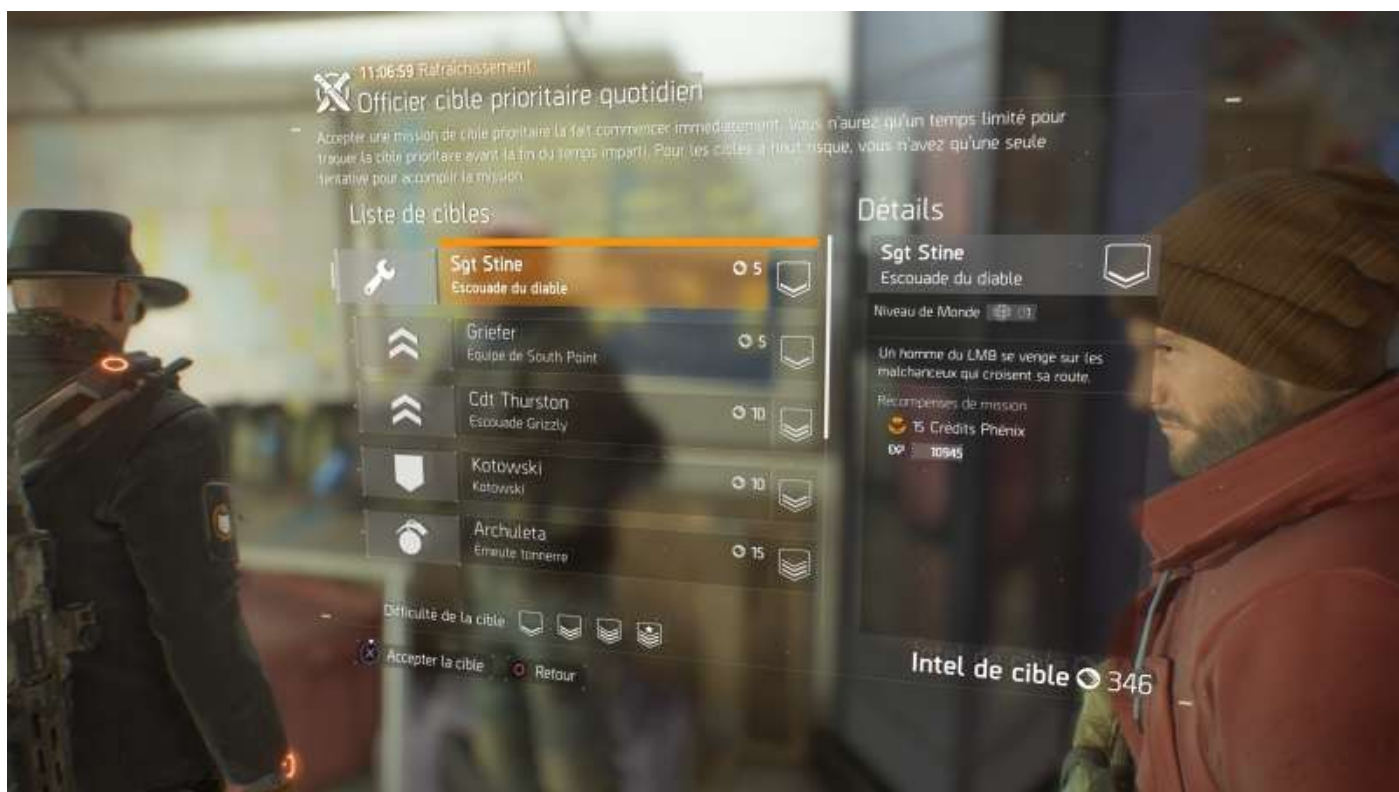 11:06:59 Rafraîchissement
Officier cible prioritaire quotidien
Accepter une mission de cible prioritaire la fait commencer immédiatement. Vous n'aurez qu'un temps limité pour
traquer la cible prioritaire avant la fin du temps imparti. Pour les cibles à haut risque, vous n'avez qu'une seule
tentative pour accomplir la mission.
Liste de cibles
Sgt Stine
Escouade du diable
5
Griefer
Équipe de South Point
5
Cdt Thurston
Escouade Grizzly
10
Kotowski
Kotowski
10
Archuleta
Émeute tonnerre
15
Difficulté de la cible
Accepter la cible
Retour
Détails
Sgt Stine
Escouade du diable
Niveau de Monde 01
Un homme du LMB se venge sur les
malchanceux qui croisent sa route.
Récompenses de mission
15 Crédits Phénix
EXP 10945
Intel de cible 346